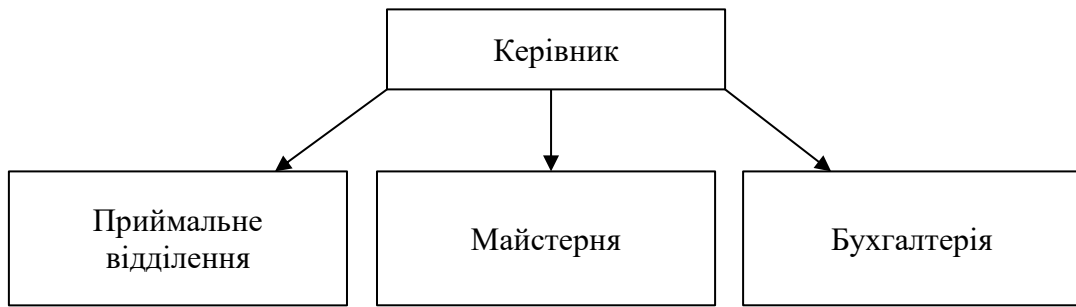 Керівник
Приймальне
відділення
Майстерня
Бухгалтерія